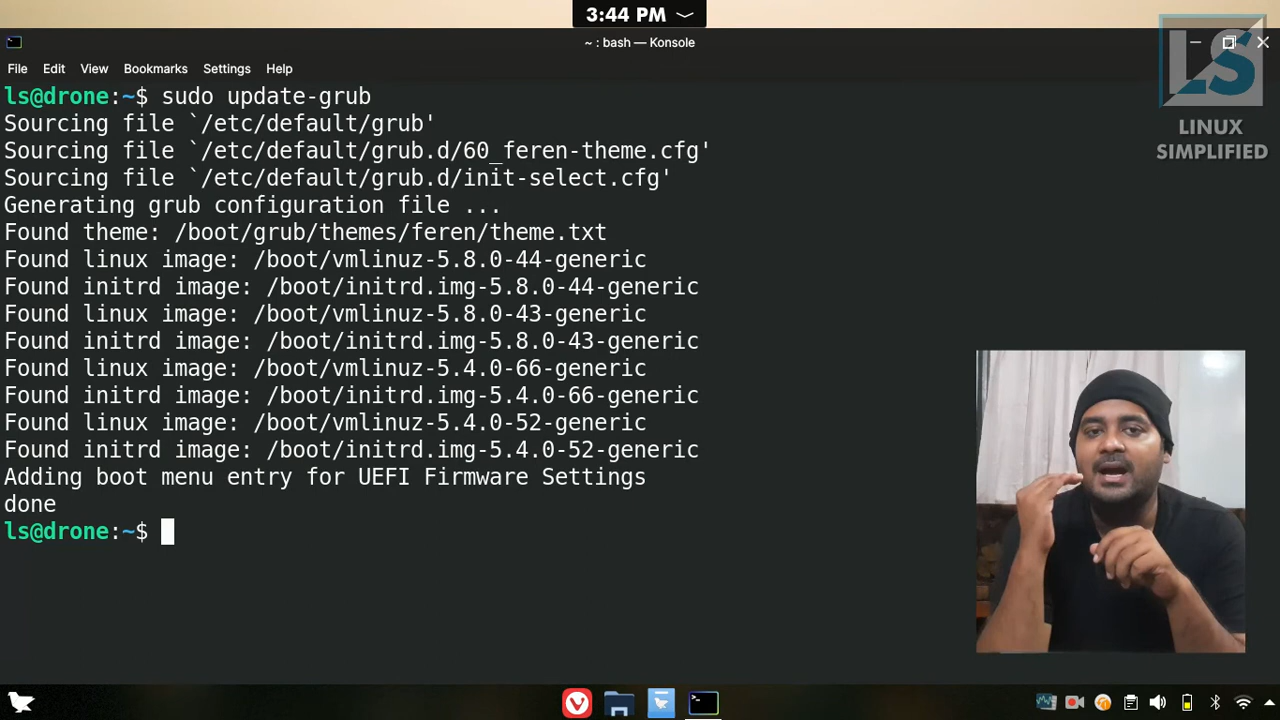 3:44 PM
~ : bash — Konsole
File Edit View Bookmarks Settings Help
ls@drone:~$ sudo update-grub
Sourcing file `/etc/default/grub'
Sourcing file `/etc/default/grub.d/60_feren-theme.cfg'
Sourcing file `/etc/default/grub.d/init-select.cfg'
Generating grub configuration file ...
Found theme: /boot/grub/themes/feren/theme.txt
Found linux image: /boot/vmlinuz-5.8.0-44-generic
Found initrd image: /boot/initrd.img-5.8.0-44-generic
Found linux image: /boot/vmlinuz-5.8.0-43-generic
Found initrd image: /boot/initrd.img-5.8.0-43-generic
Found linux image: /boot/vmlinuz-5.4.0-66-generic
Found initrd image: /boot/initrd.img-5.4.0-66-generic
Found linux image: /boot/vmlinuz-5.4.0-52-generic
Found initrd image: /boot/initrd.img-5.4.0-52-generic
Adding boot menu entry for UEFI Firmware Settings
done
ls@drone:~$
LS
LINUX
SIMPLIFIED